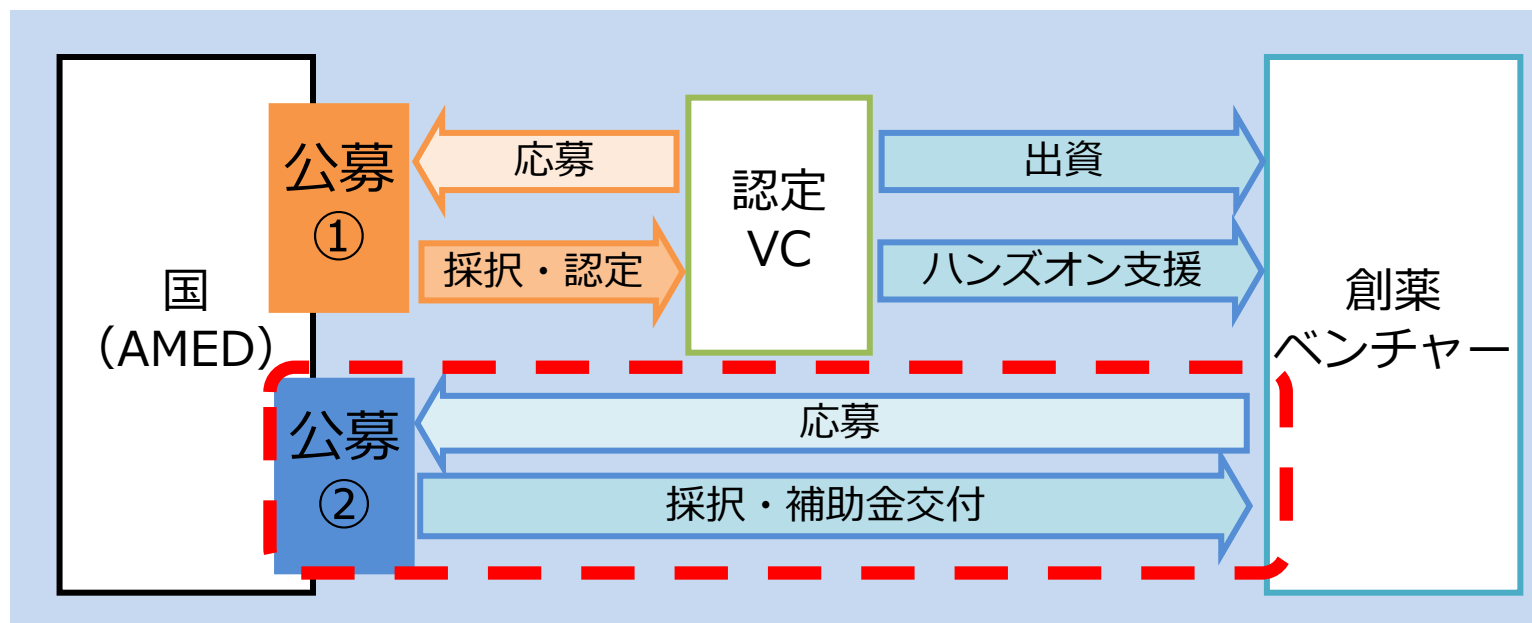 国
（AMED）
公募
①
応募
採択・認定
認定
VC
出資
ハンズオン支援
創薬
ベンチャー
公募
②
応募
採択・補助金交付